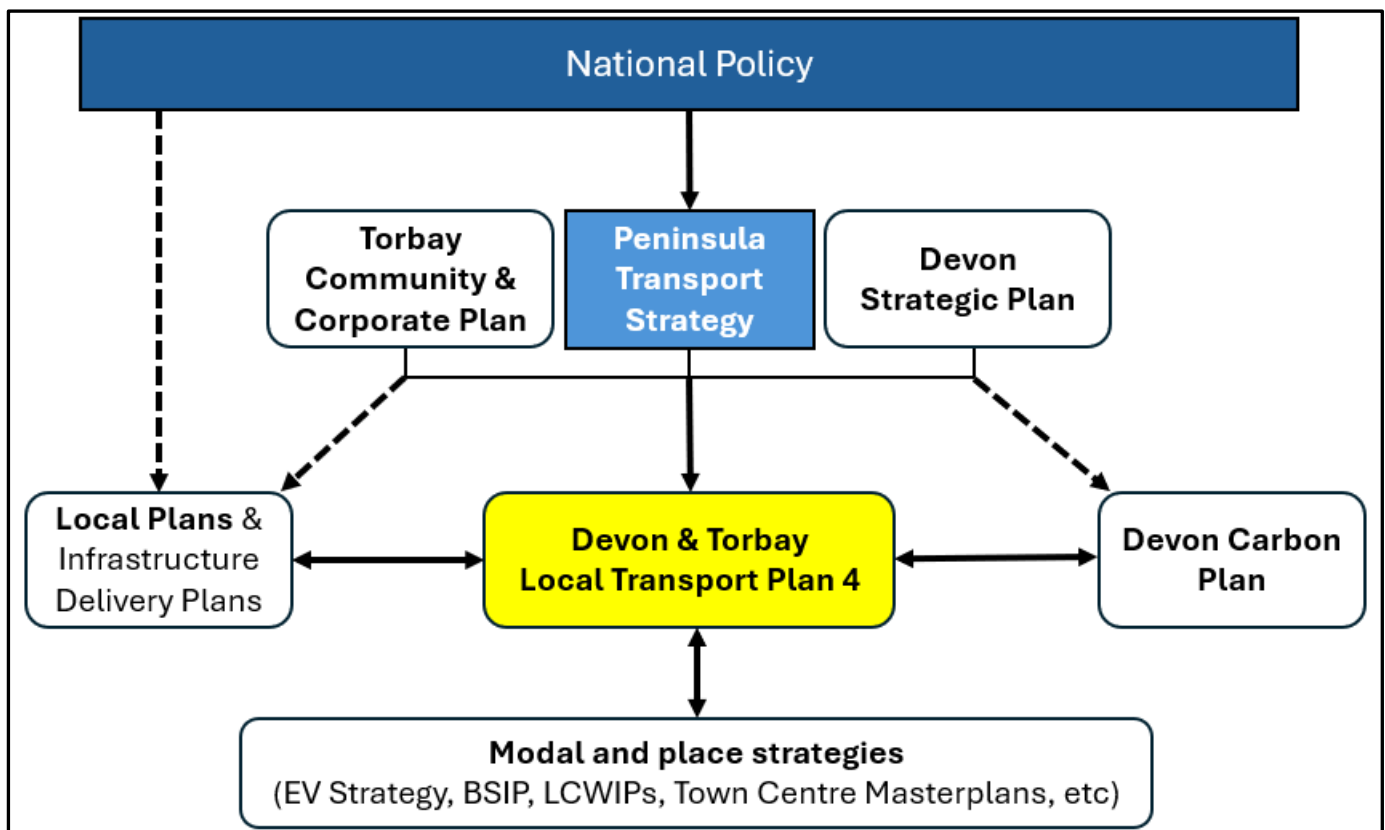 National Policy
Torbay
Community &
Corporate Plan
Peninsula
Transport
Strategy
Devon
Strategic Plan
Local Plans &
Infrastructure
Delivery Plans
Devon & Torbay
Local Transport Plan 4
Devon Carbon
Plan
Modal and place strategies
(EV Strategy, BSIP, LCWIPs, Town Centre Masterplans, etc)